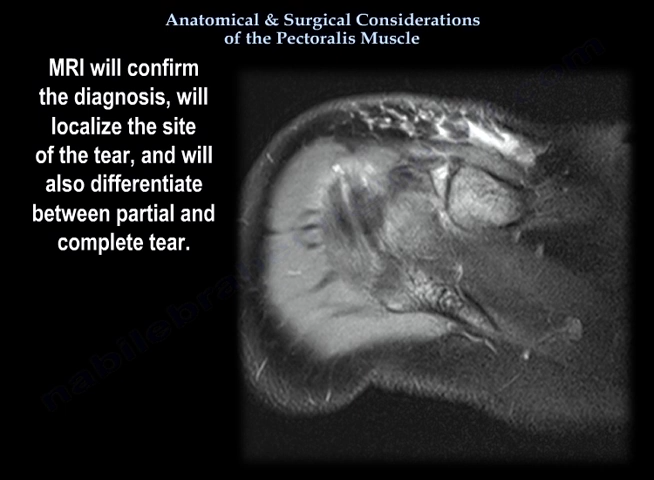 Anatomical & Surgical Considerations
of the Pectoralis Muscle
MRI will confirm
the diagnosis, will
localize the site
of the tear, and will
also differentiate
between partial and
complete tear.